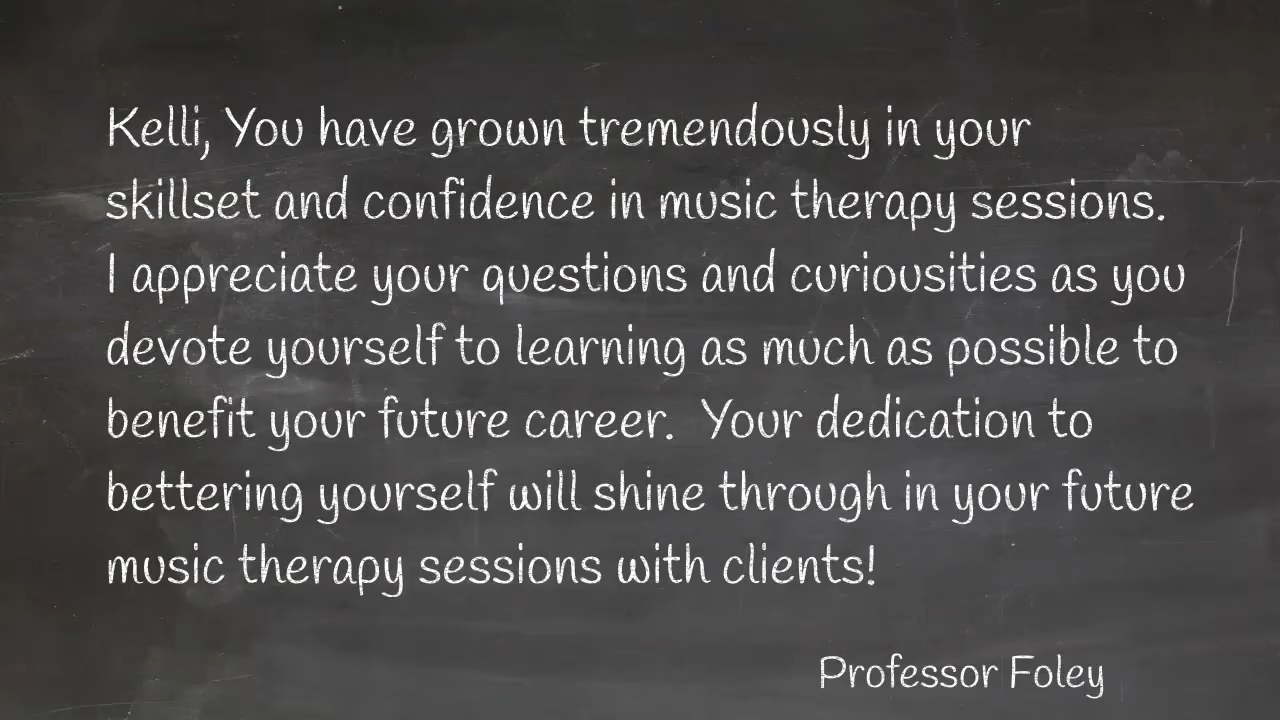 Kelli, You have grown tremendously in your
skillset and confidence in music therapy sessions.
I appreciate your questions and curiousities as you
devote yourself to learning as much as possible to
benefit your future career.  Your dedication to
bettering yourself will shine through in your future
music therapy sessions with clients!
Professor Foley